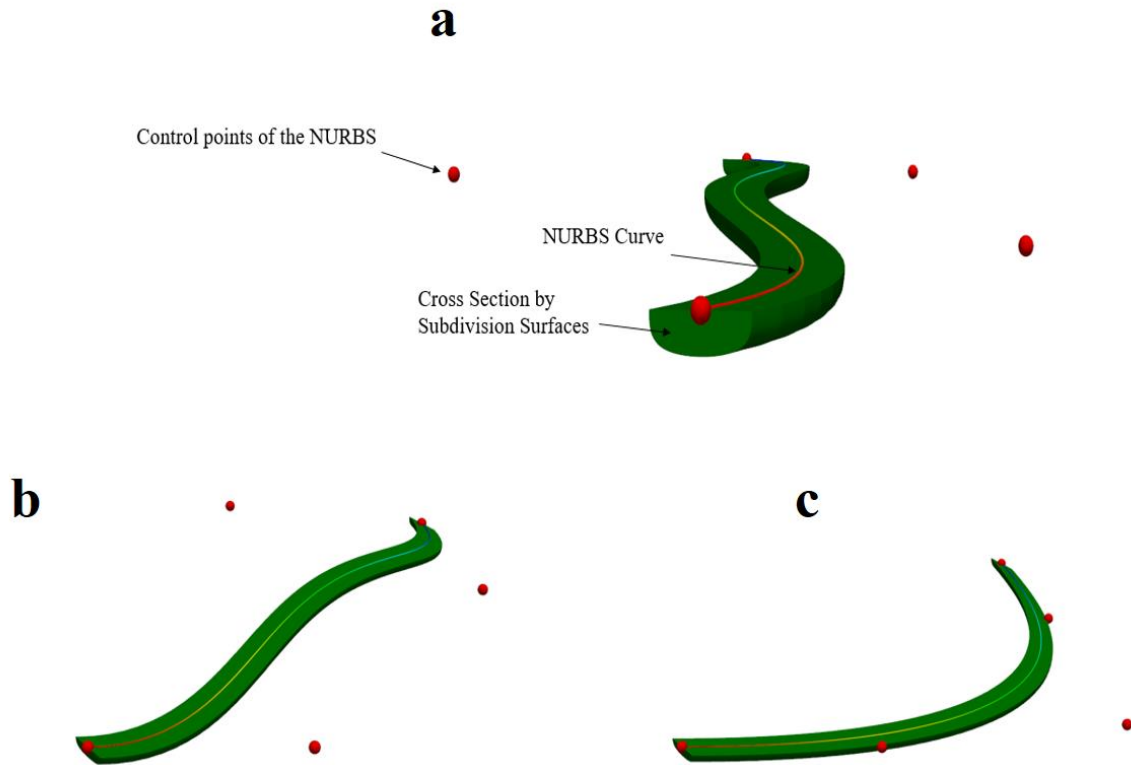 a
Control points of the NURBS
NURBS Curve
Cross Section by
Subdivision Surfaces
b
c